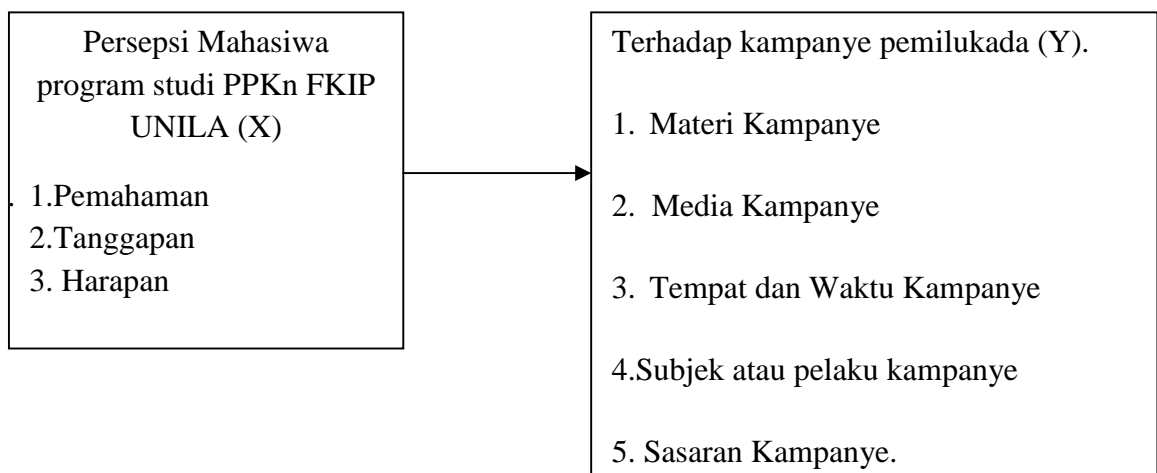 Persepsi Mahasiwa
program studi PPKn FKIP
UNILA (X)
. 1.Pemahaman
2.Tanggapan
3. Harapan
Terhadap kampanye pemilukada (Y).
1. Materi Kampanye
2. Media Kampanye
3. Tempat dan Waktu Kampanye
4.Subjek atau pelaku kampanye
5. Sasaran Kampanye.